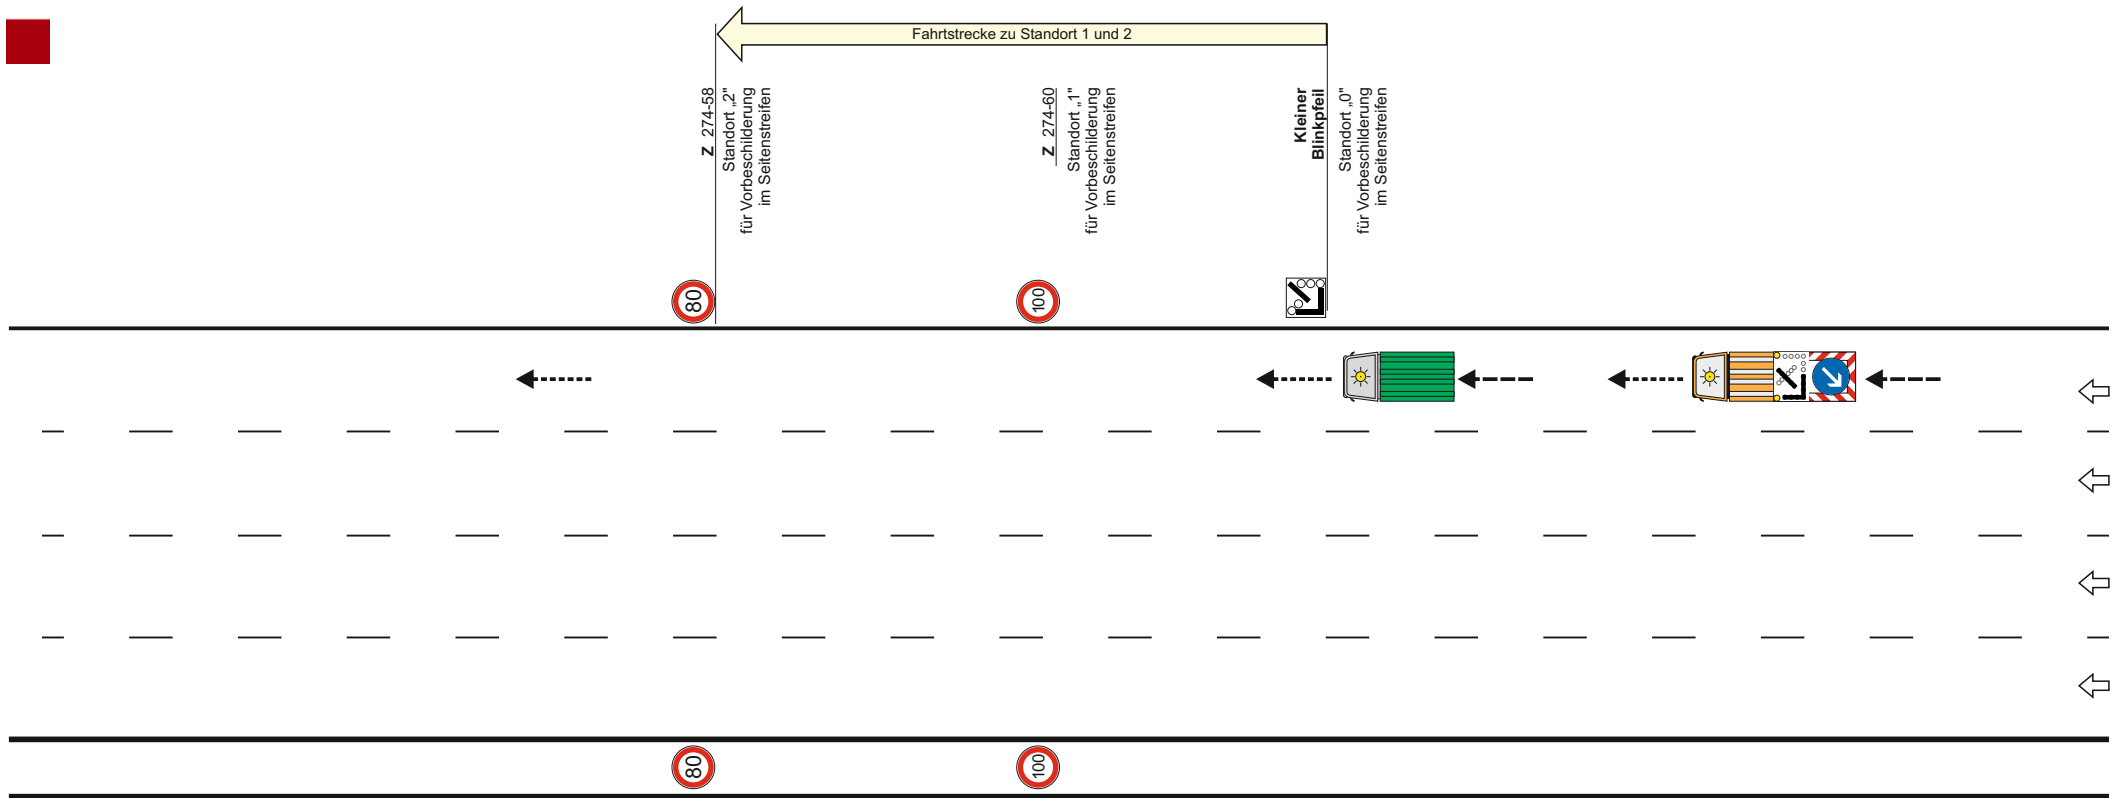 Fahrtstrecke zu Standort 1 und 2
Z 274-58
Standort „2"
für Vorbeschilderung
im Seitenstreifen
Z 274-60
Standort „1"
für Vorbeschilderung
im Seitenstreifen
Kleiner
Blinkpfeil
Standort „0"
für Vorbeschilderung
im Seitenstreifen
80
100
80
100